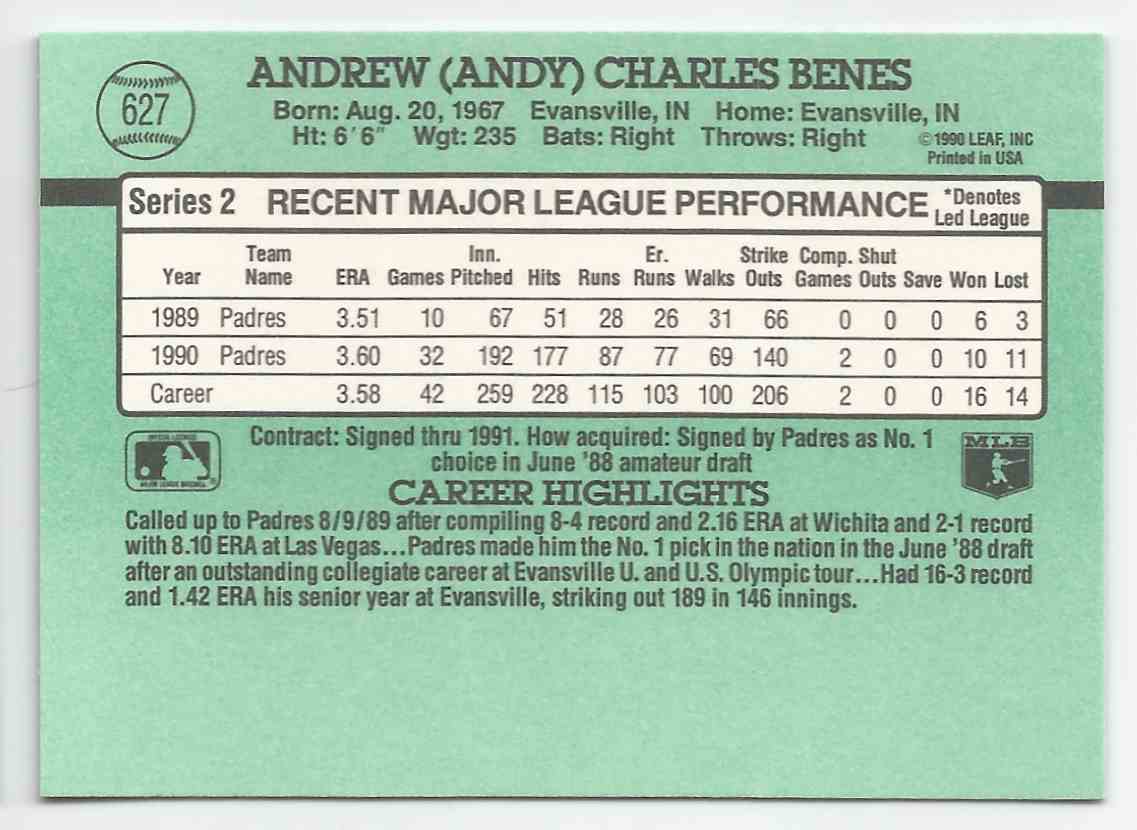 627
ANDREW (ANDY) CHARLES BENES
Born: Aug. 20, 1967 Evansville, IN Home: Evansville, IN
Ht: 6'6" Wgt: 235 Bats: Right Throws: Right
©1990 LEAF, INC
Printed in USA
Series 2 RECENT MAJOR LEAGUE PERFORMANCE
*Denotes
Led League
Team Inn. Er. Strike Comp. Shut
Year Name ERA Games Pitched Hits Runs Runs Walks Outs Games Outs Save Won Lost
1989 Padres 3.51 10 67 51 28 26 31 66 0 0 0 6 3
1990 Padres 3.60 32 192 177 87 77 69 140 2 0 0 10 11
Career 3.58 42 259 228 115 103 100 206 2 0 0 16 14
OFFICIAL LICENSEE
MAJOR LEAGUE BASEBALL
Contract: Signed thru 1991. How acquired: Signed by Padres as No. 1
choice in June '88 amateur draft
MLB
CAREER HIGHLIGHTS
Called up to Padres 8/9/89 after compiling 8-4 record and 2.16 ERA at Wichita and 2-1 record
with 8.10 ERA at Las Vegas...Padres made him the No. 1 pick in the nation in the June '88 draft
after an outstanding collegiate career at Evansville U. and U.S. Olympic tour...Had 16-3 record
and 1.42 ERA his senior year at Evansville, striking out 189 in 146 innings.